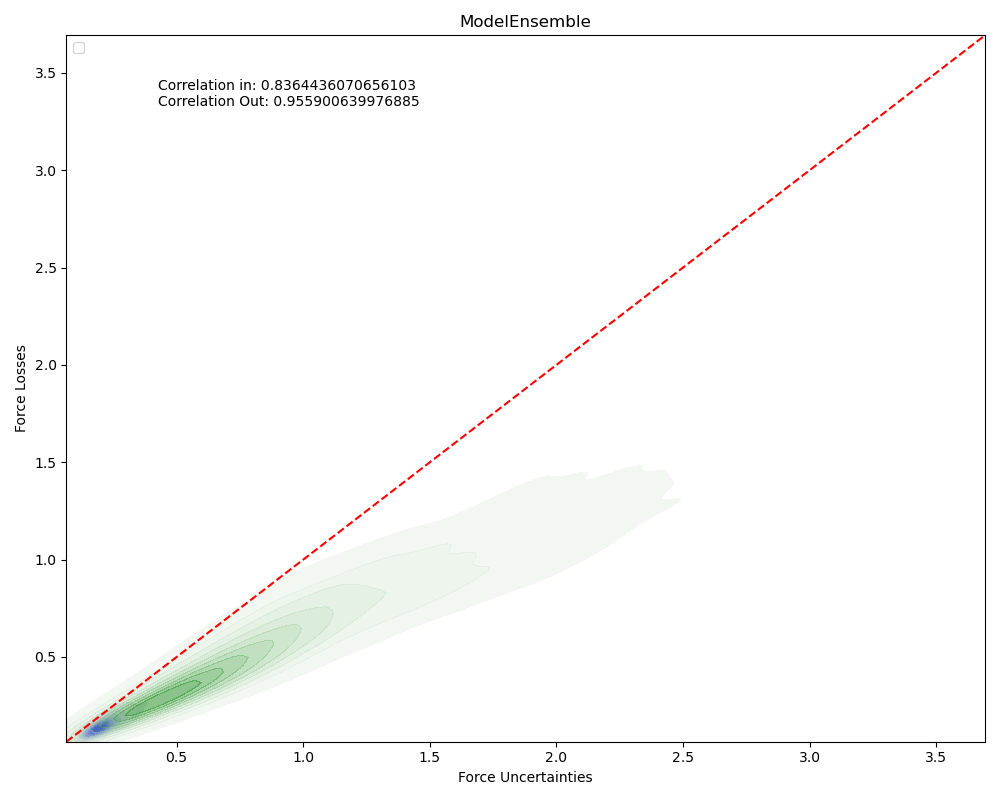 ModelEnsemble
Correlation in: 0.8364436070656103
Correlation Out: 0.955900639976885
3.5
3.0
2.5
2.0
1.5
1.0
0.5
Force Losses
0.5 1.0 1.5 2.0 2.5 3.0 3.5
Force Uncertainties